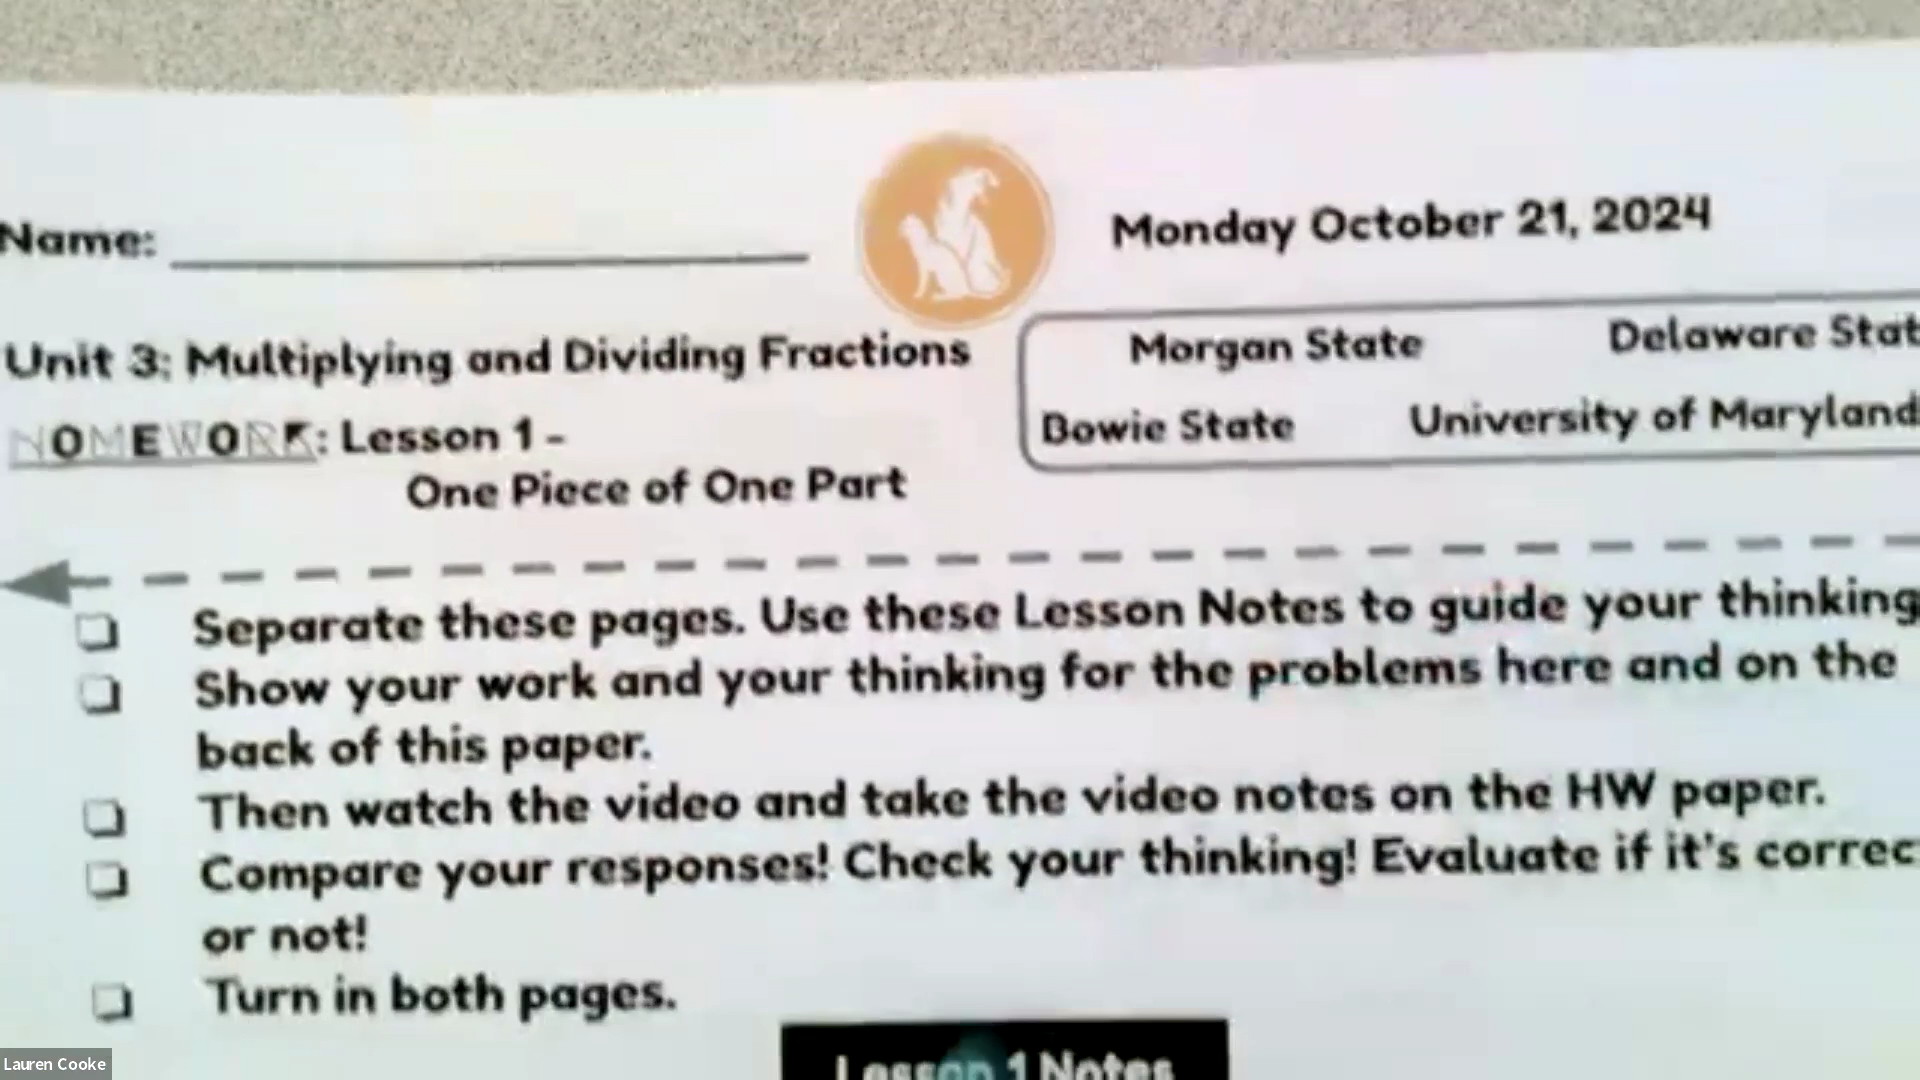 Name:
Monday October 21, 2024
Unit 3: Multiplying and Dividing Fractions
Morgan State
Delaware Stat
HOMEWORK: Lesson 1 -
Bowie State
University of Maryland
One Piece of One Part
Separate these pages. Use these Lesson Notes to guide your thinking
Show your work and your thinking for the problems here and on the
back of this paper.
Then watch the video and take the video notes on the HW paper.
Compare your responses! Check your thinking! Evaluate if it's correc
or not!
Turn in both pages.
Lesson 1 Notes
Lauren Cooke